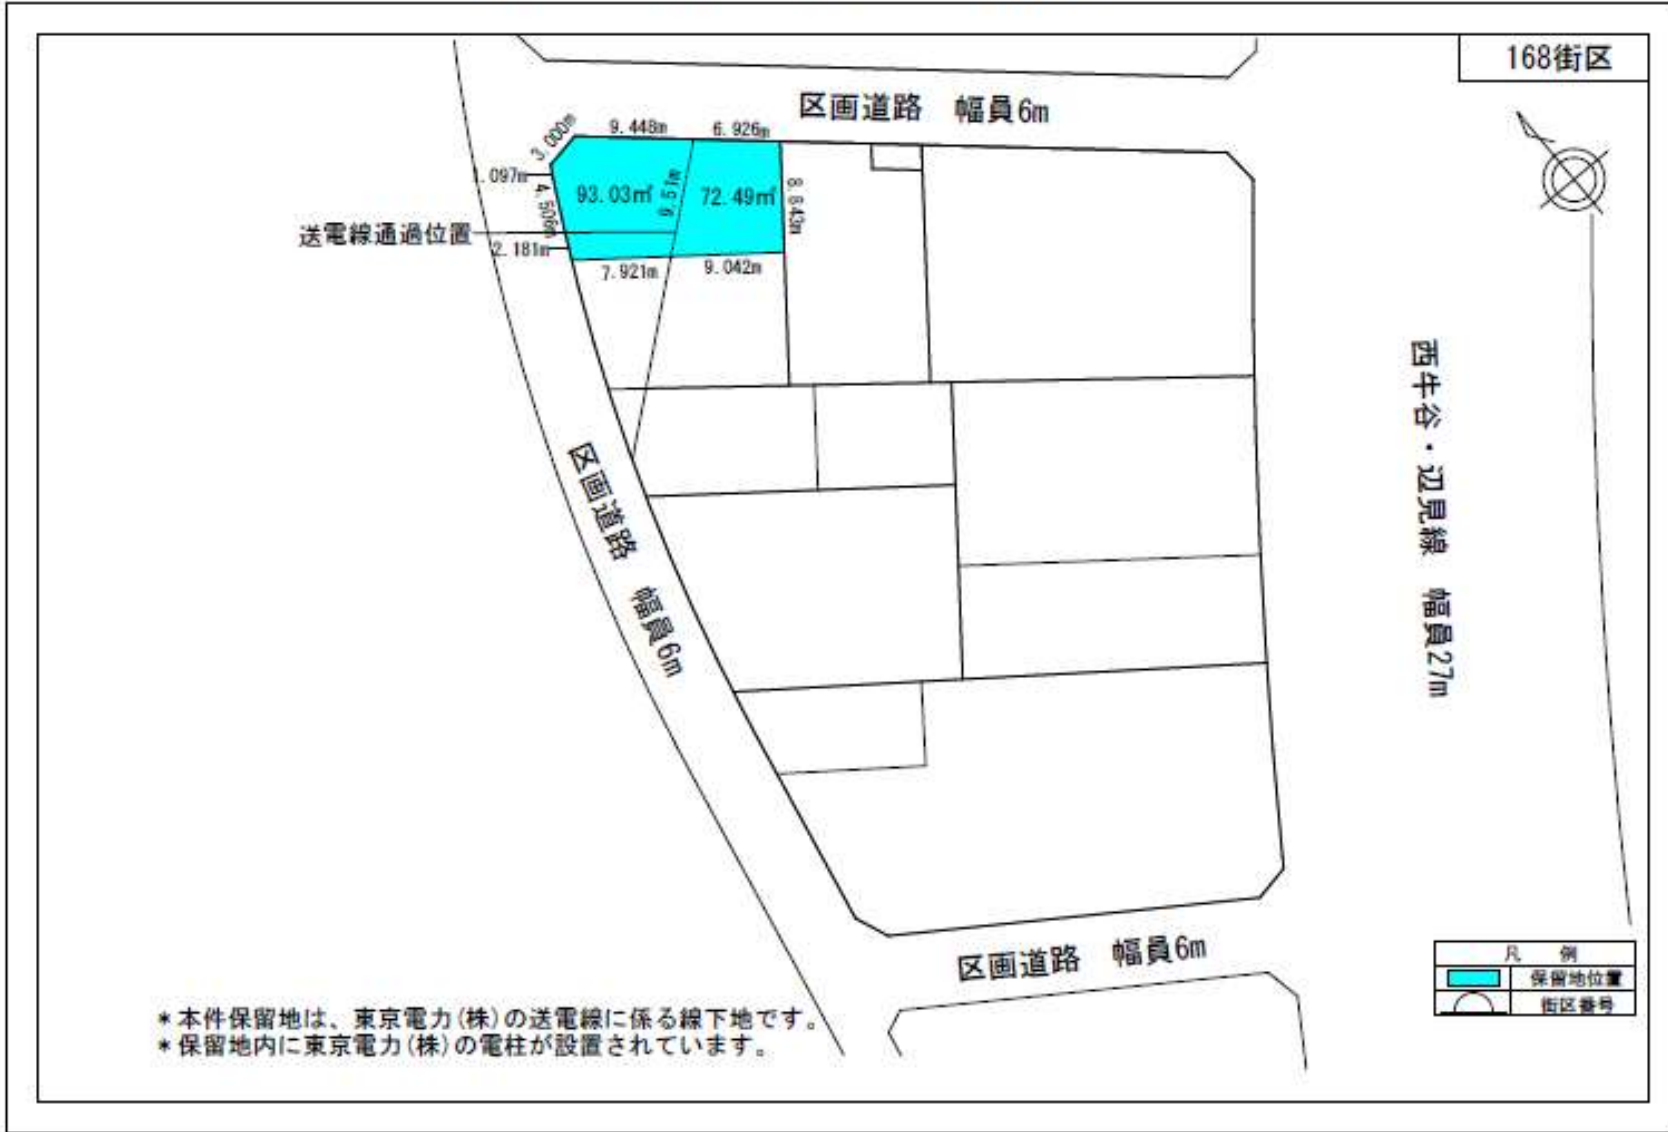 168街区
区画道路 幅員6m
3.000m
9.448m
6.926m
.097m
4.506m
93.03㎡
9.51m
72.49㎡
8.843m
送電線通過位置
2.181m
7.921m
9.042m
西牛谷・辺見線 幅員27m
区画道路 幅員6m
区画道路 幅員6m
凡 例
保留地位置
街区番号
*本件保留地は、東京電力(株)の送電線に係る線下地です。
*保留地内に東京電力(株)の電柱が設置されています。